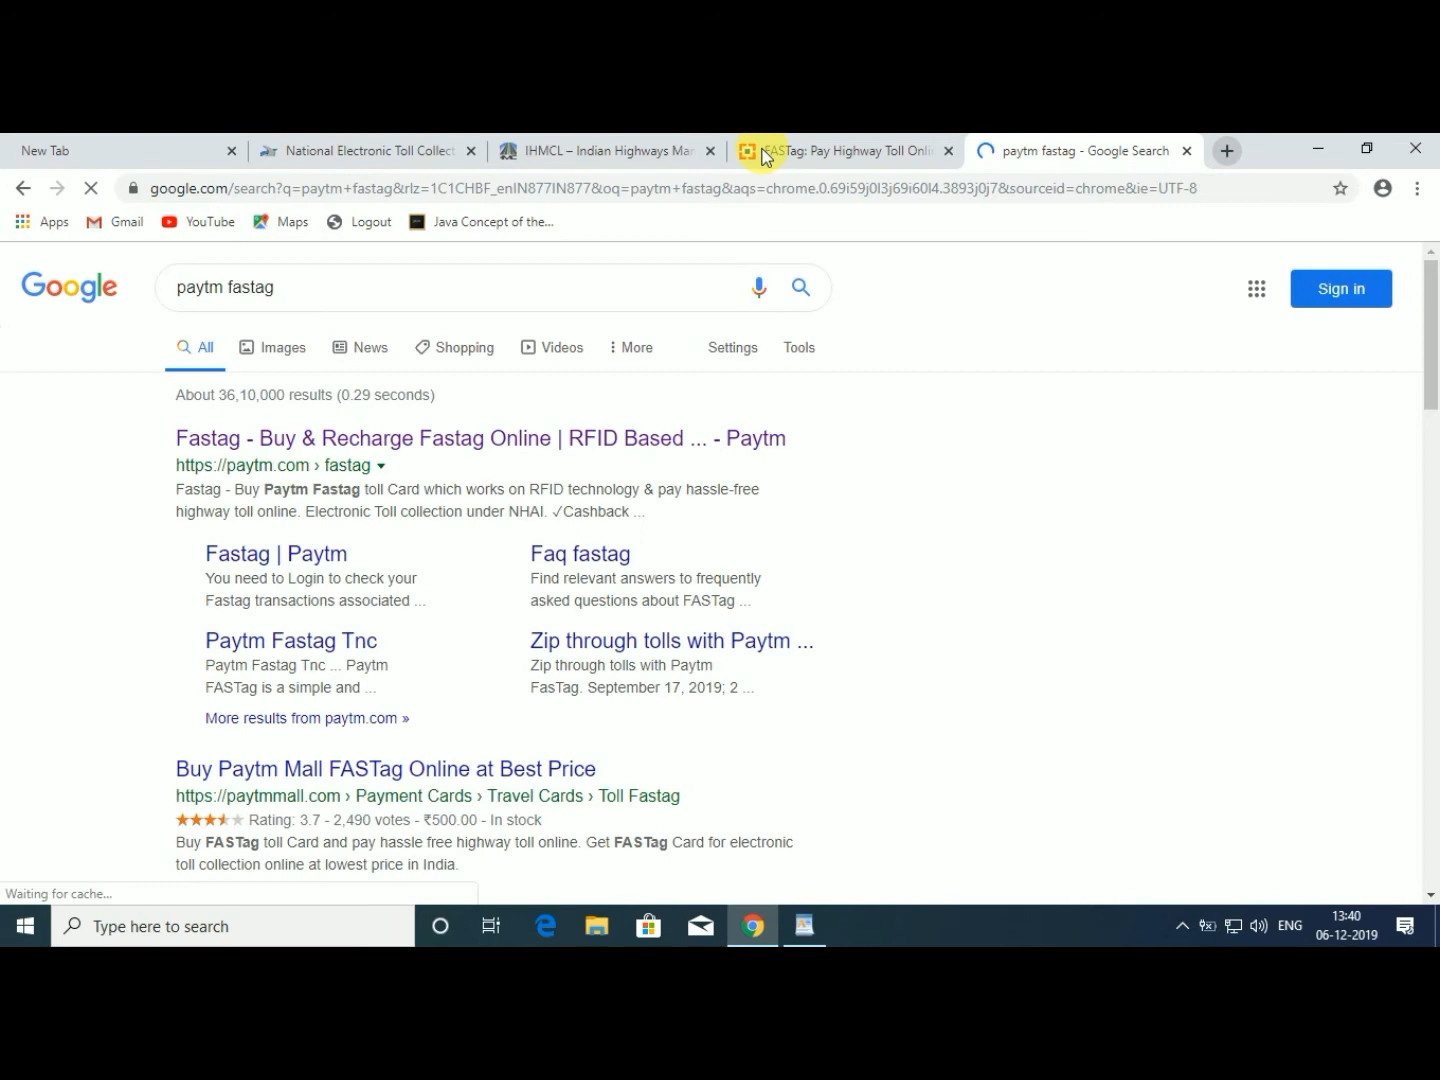 New Tab
National Electronic Toll Collect
IHMCL – Indian Highways Mar
FASTag: Pay Highway Toll Onli
paytm fastag - Google Search
google.com/search?q=paytm+fastag&rlz=1C1CHBF_enIN877IN877&oq=paytm+fastag&aqs=chrome.0.69i59j0l3j69i60l4.3893j0j7&sourceid=chrome&ie=UTF-8
Apps Gmail YouTube Maps Logout Java Concept of the...
Google
paytm fastag
Sign in
All Images News Shopping Videos More Settings Tools
About 36,10,000 results (0.29 seconds)
Fastag - Buy & Recharge Fastag Online | RFID Based ... - Paytm
https://paytm.com › fastag
Fastag - Buy Paytm Fastag toll Card which works on RFID technology & pay hassle-free
highway toll online. Electronic Toll collection under NHAI. ✓Cashback ...
Fastag | Paytm
You need to Login to check your
Fastag transactions associated ...
Faq fastag
Find relevant answers to frequently
asked questions about FASTag ...
Paytm Fastag Tnc
Paytm Fastag Tnc ... Paytm
FASTag is a simple and ...
Zip through tolls with Paytm ...
Zip through tolls with Paytm
FasTag. September 17, 2019; 2 ...
More results from paytm.com »
Buy Paytm Mall FASTag Online at Best Price
https://paytmmall.com › Payment Cards › Travel Cards › Toll Fastag
Rating: 3.7 - 2,490 votes - ₹500.00 - In stock
Buy FASTag toll Card and pay hassle free highway toll online. Get FASTag Card for electronic
toll collection online at lowest price in India.
Waiting for cache...
Type here to search
ENG
13:40
06-12-2019